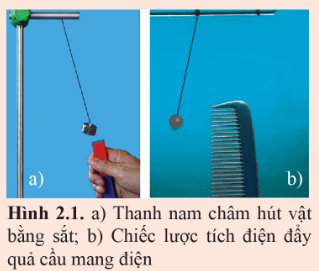 a)
b)
Hình 2.1. a) Thanh nam châm hút vật
bằng sắt; b) Chiếc lược tích điện đẩy
quả cầu mang điện